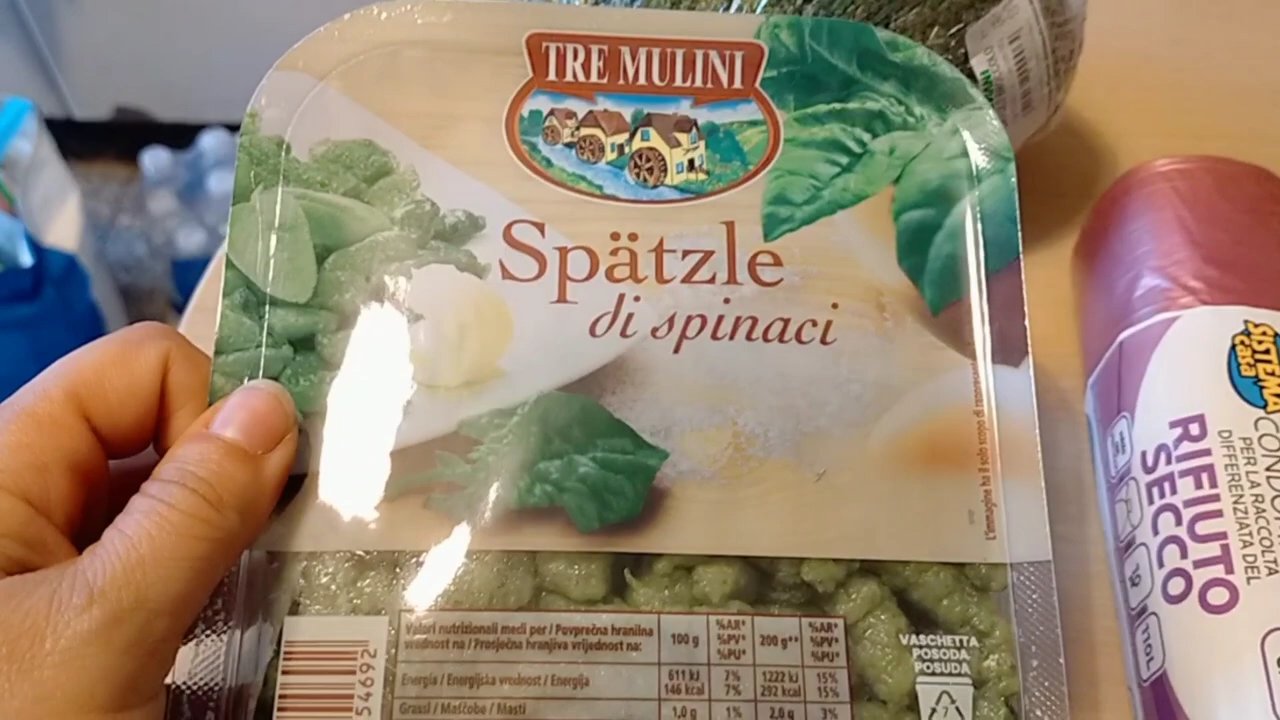 TRE MULINI
Spätzle
di spinaci
L'immagine ha il solo scopo di
Valori nutrizionali medi per / Povprečna hranilna
vrednost na / Prosječna hranjiva vrijednost na:
100 g
%AR*
%PV*
%PU*
200 g**
%AR*
%PV*
%PU*
Energia / Energijska vrednost / Energija
611 kJ
146 kcal
7%
7%
1222 kJ
292 kcal
15%
15%
Grassi / Maščobe / Masti
1,0 g
1%
2,0 g
3%
54692
VASCHETTA
POSODA
POSUDA
7
SISTEMA
casa
PER LA RACCOLTA
DIFFERENZIATA DEL
RIFIUTO
SECCO